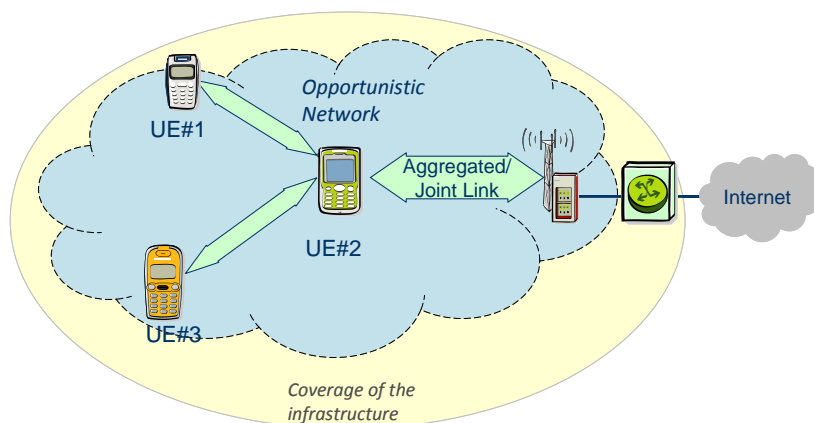 Opportunistic
Network
UE#1
Aggregated/
Joint Link
Internet
UE#2
UE#3
Coverage of the
infrastructure